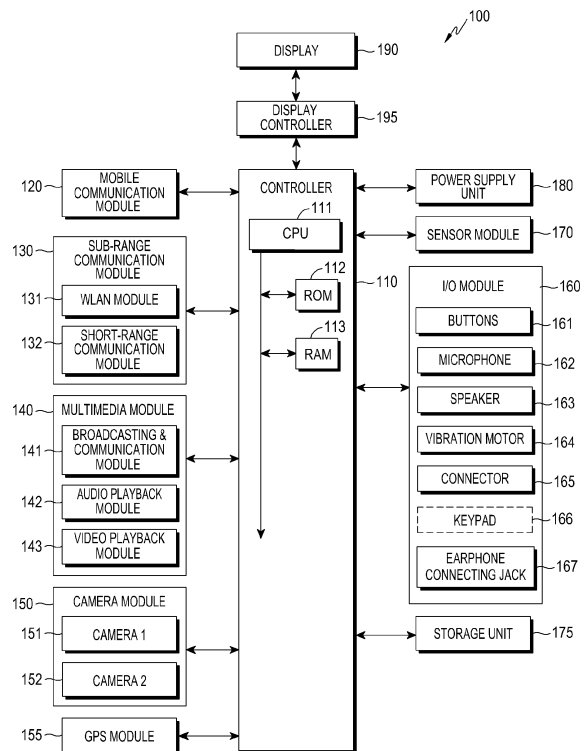 100
DISPLAY
190
DISPLAY
CONTROLLER
195
120
MOBILE
COMMUNICATION
MODULE
130
SUB-RANGE
COMMUNICATION
MODULE
131
WLAN MODULE
132
SHORT-RANGE
COMMUNICATION
MODULE
140
MULTIMEDIA MODULE
141
BROADCASTING &
COMMUNICATION
MODULE
142
AUDIO PLAYBACK
MODULE
143
VIDEO PLAYBACK
MODULE
150
CAMERA MODULE
151
CAMERA 1
152
CAMERA 2
155
GPS MODULE
CONTROLLER
111
CPU
112
ROM
113
RAM
110
POWER SUPPLY
UNIT
180
SENSOR MODULE
170
I/O MODULE
160
BUTTONS
161
MICROPHONE
162
SPEAKER
163
VIBRATION MOTOR
164
CONNECTOR
165
KEYPAD
166
EARPHONE
CONNECTING JACK
167
STORAGE UNIT
175